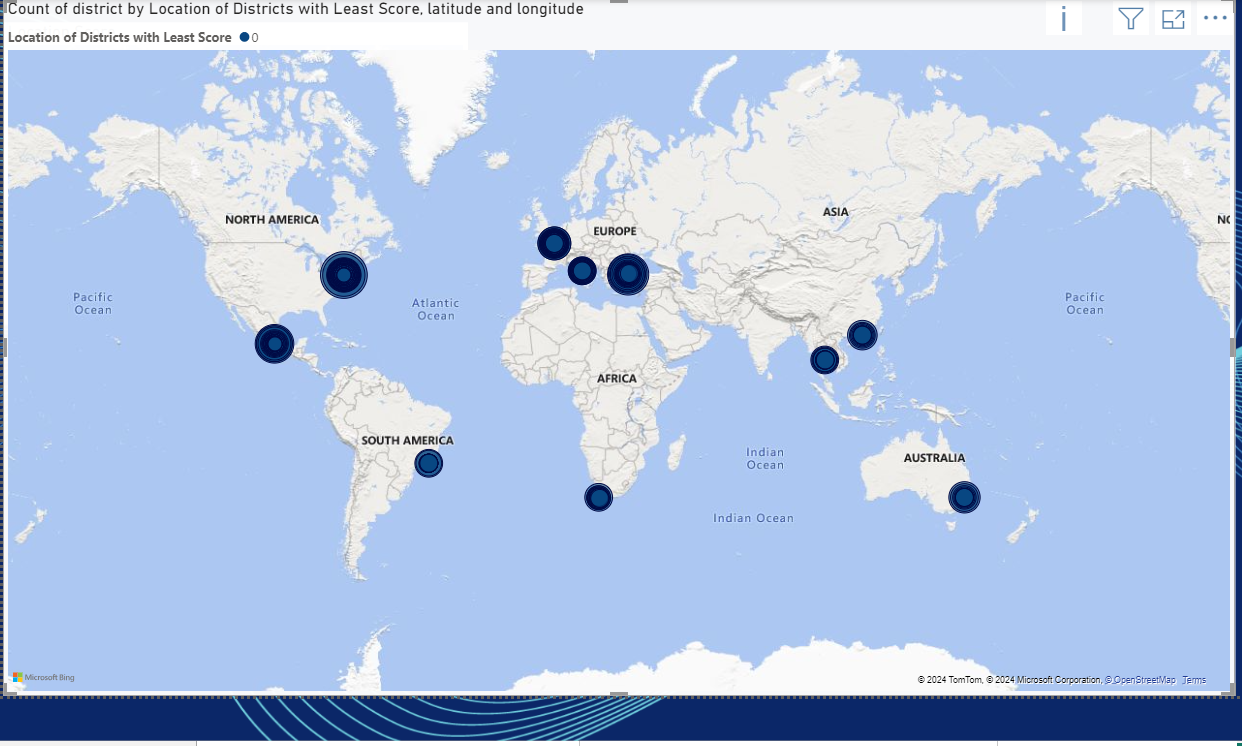 Count of district by Location of Districts with Least Score, latitude and longitude
Location of Districts with Least Score 0
NORTH AMERICA
EUROPE
ASIA
NO
Pacific
Ocean
Atlantic
Ocean
Pacific
Ocean
AFRICA
SOUTH AMERICA
Indian
Ocean
AUSTRALIA
Indian Ocean
Microsoft Bing
© 2024 TomTom, © 2024 Microsoft Corporation, © OpenStreetMap Terms